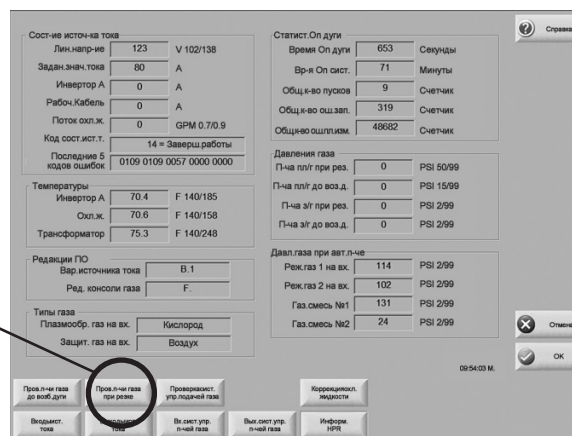 Сост-ие источ-ка тока
Лин.напр-ие 123 V 102/138
Задан.знач.тока 80 A
Инвертор А 0 A
Рабоч.Кабель 0 A
Поток охл.ж. 0 GPM 0.7/0.9
Код сост.ист.т. 14 = Заверш.работы
Последние 5 кодов ошибок 0109 0109 0057 0000 0000
Температуры
Инвертор А 70.4 F 140/185
Охл.ж. 70.6 F 140/158
Трансформатор 75.3 F 140/248
Редакции ПО
Вар.источника тока B.1
Ред. консоли газа F.
Типы газа
Плазмообр. газ на вх. Кислород
Защит. газ на вх. Воздух
Статист.Оп дуги
Время Оп дуги 653 Секунды
Вр-я Оп сист. 71 Минуты
Общ.к-во пусков 9 Счетчик
Общ.к-во ош.зап. 319 Счетчик
Общ.к-во ошлл.изм. 48682 Счетчик
Давления газа
П-ча пл/г при рез. 0 PSI 50/99
П-ча пл/г до воз.д. 0 PSI 15/99
П-ча з/г при рез. 0 PSI 2/99
П-ча з/г до воз.д. 0 PSI 2/99
Давл.газа при авт.п-че
Реж.газ 1 на вх. 114 PSI 2/99
Реж.газ 2 на вх. 102 PSI 2/99
Газ.смесь №1 131 PSI 2/99
Газ.смесь №2 24 PSI 2/99
Справка
Отмена
ОК
09:54:03 М.
Пров.п-чи газа до возб.дуги
Пров.п-чи газа при резке
Проверкасист. упр.подачей газа
Коррекцияохл. жидкости
Входыист. тока
тока
Вх.сист.упр. п-чей газа
Вых.сист.упр. п-чей газа
Информ. HPR